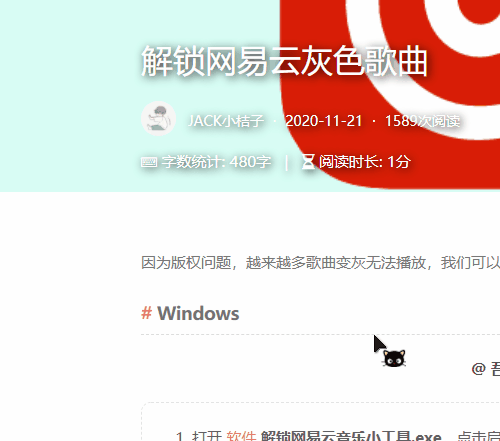 解锁网易云灰色歌曲
JACK小桔子 · 2020-11-21 · 1589次阅读
字数统计: 480字 | 阅读时长: 1分
因为版权问题，越来越多歌曲变灰无法播放，我们可以
# Windows
@ 吾
1. 打开 软件 解锁网易云音乐小工具.exe，点击启